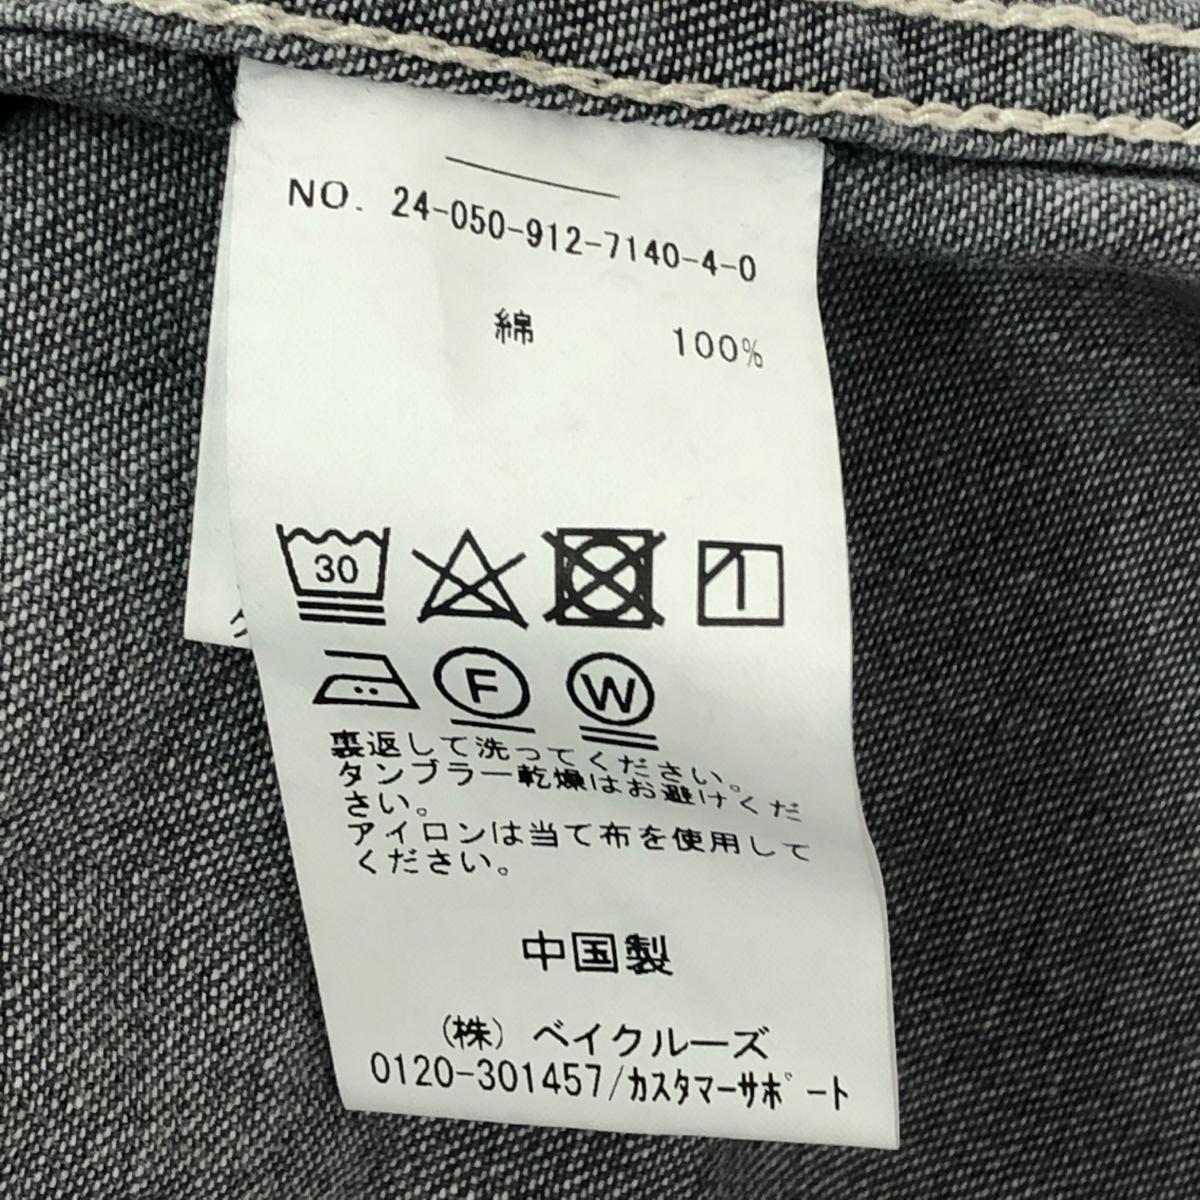 NO. 24-050-912-7140-4-0
綿 100%
30
F W
裏返して洗ってください。
タンブラー乾燥はお避けくだ
さい。
アイロンは当て布を使用して
ください。
中国製
(株) ベイクルーズ
0120-301457/カスタマーサポート